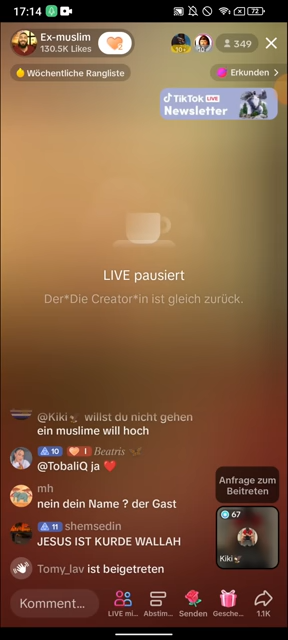 17:14
72
Ex-muslim
130.5K Likes
30+
349
Wöchentliche Rangliste
Erkunden
TikTok LIVE
Newsletter
LIVE pausiert
Der*Die Creator*in ist gleich zurück.
@Kiki willst du nicht gehen
ein muslime will hoch
10 I Beatris
@TobaliQ ja ❤️
mh
nein dein Name ? der Gast
11 shemsedin
JESUS IST KURDE WALLAH
Tomy_lav ist beigetreten
Anfrage zum
Beitreten
67
Kiki
Komment...
LIVE mi...
Abstim...
Senden
Gesche...
1.1K